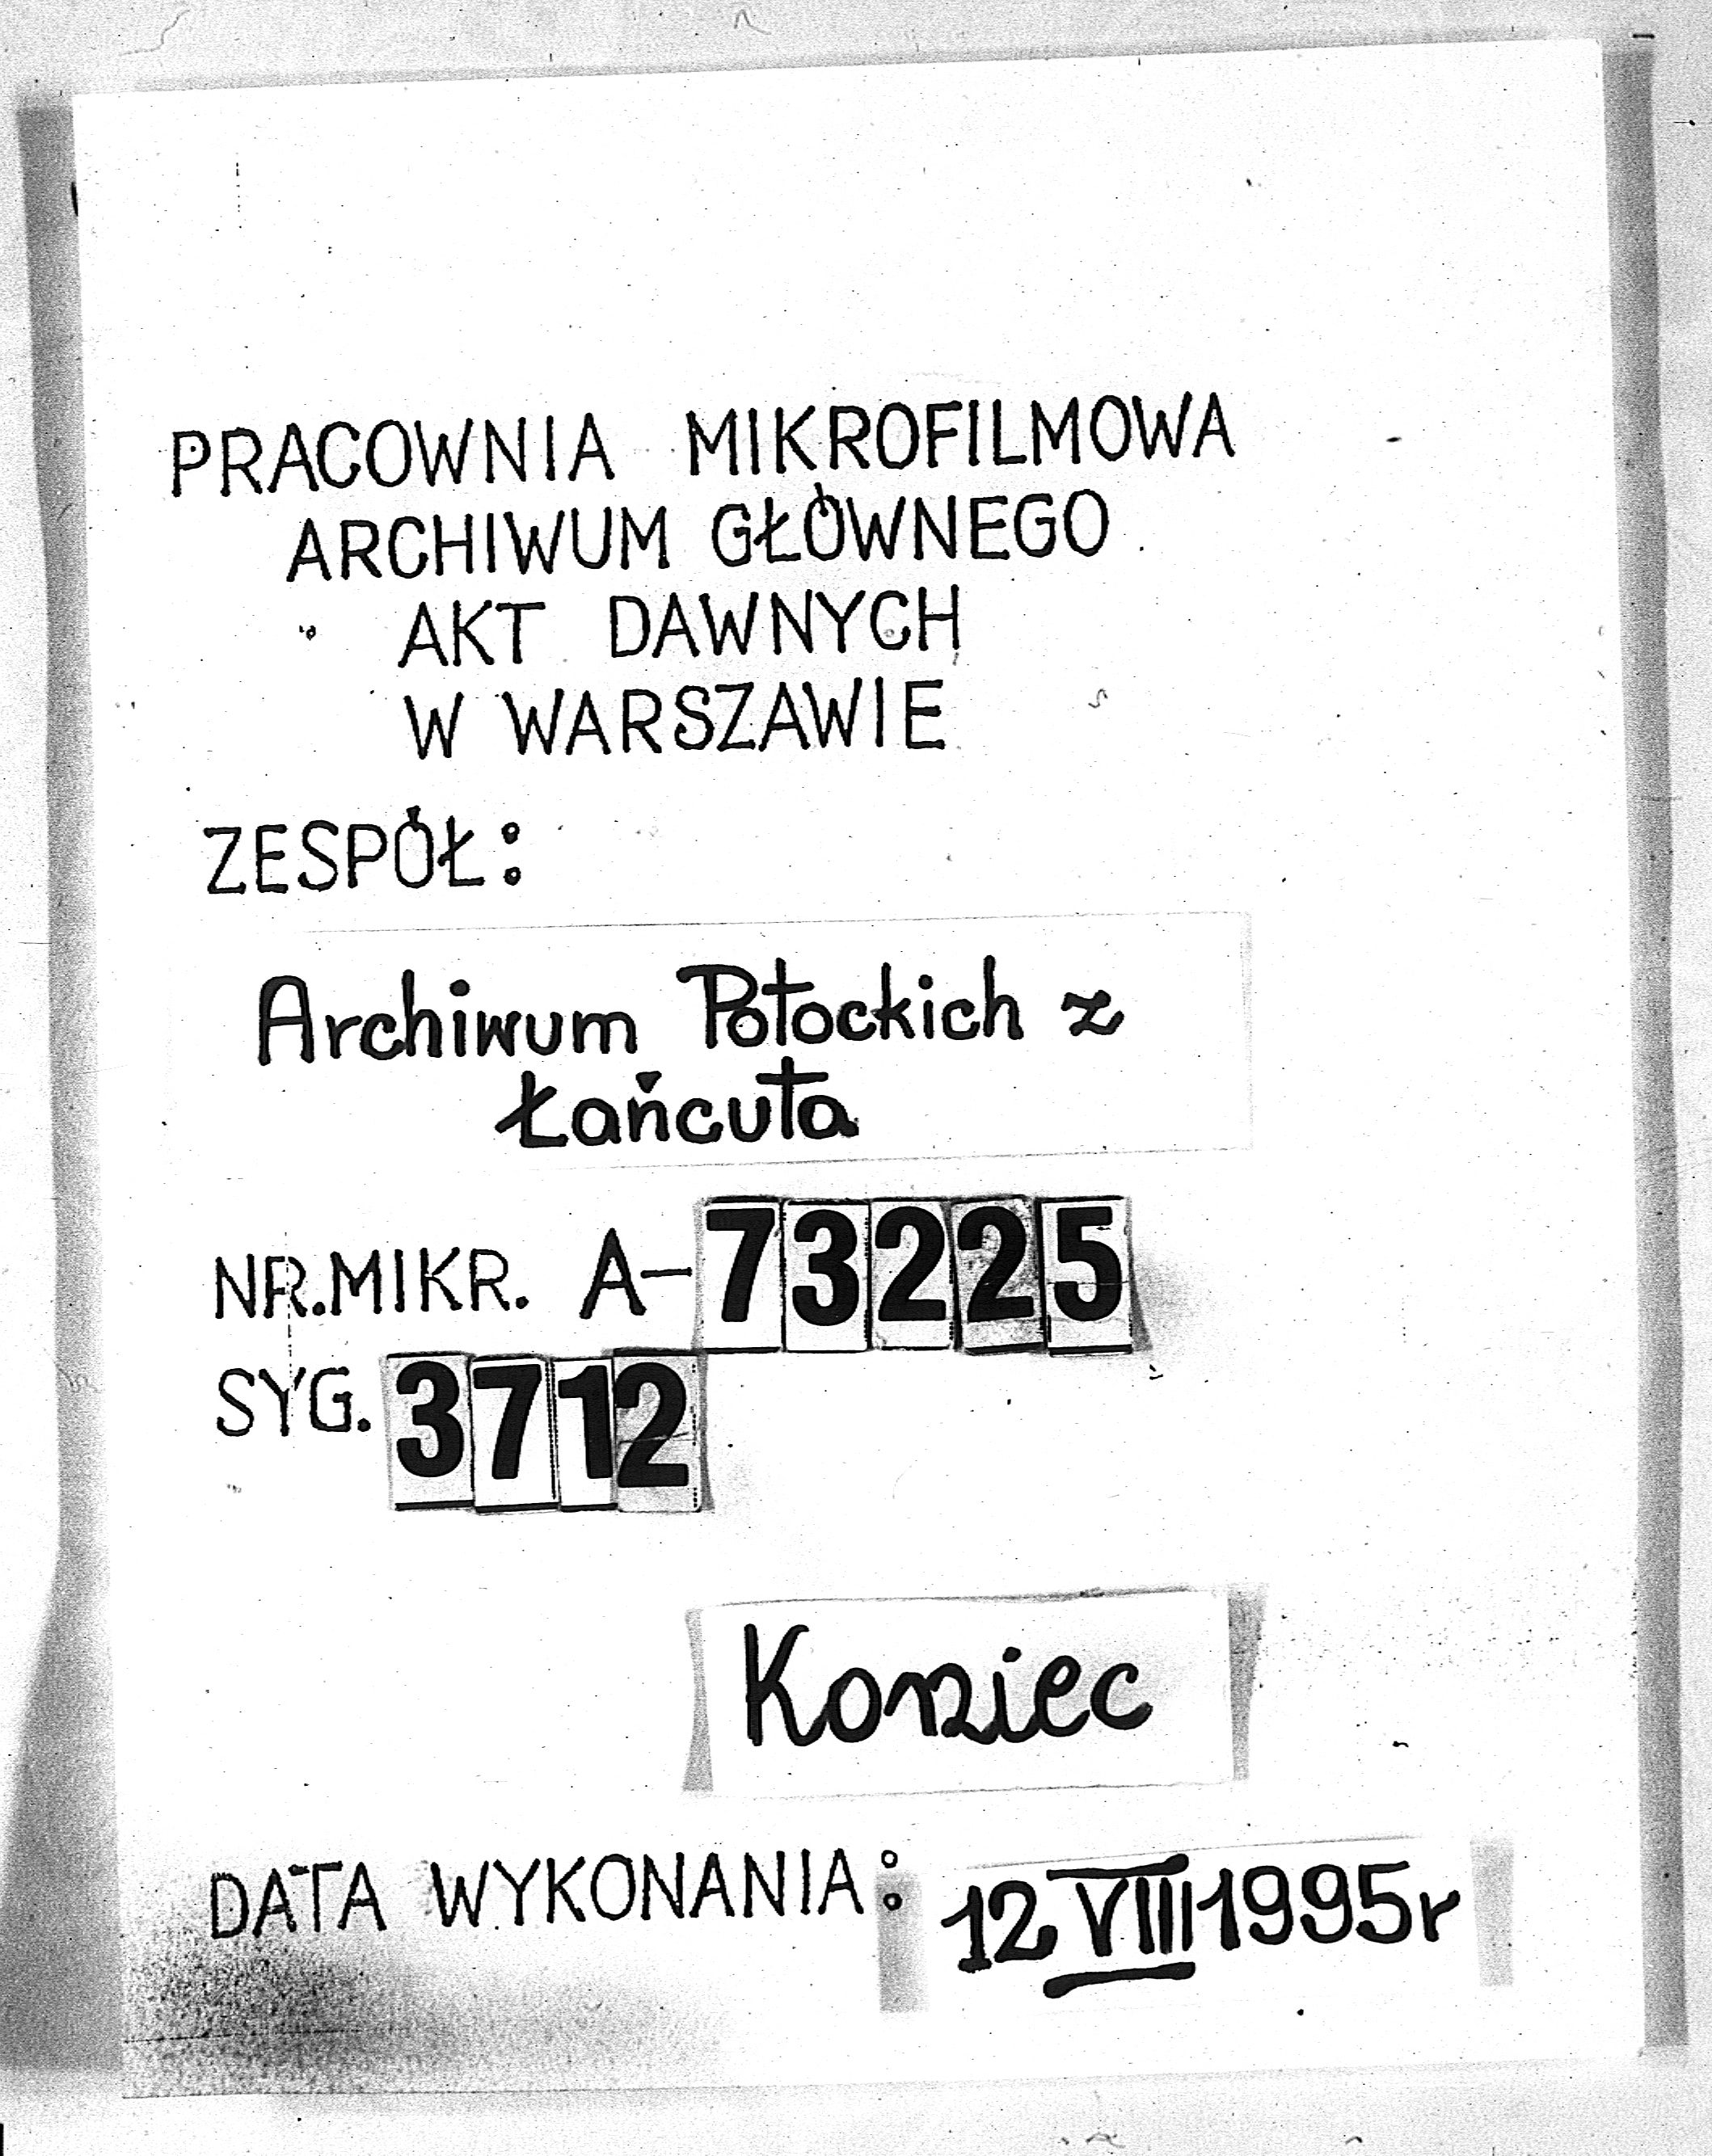 PRACOWNIA MIKROFILMOWA
ARCHIWUM GŁÓWNEGO
AKT DAWNYCH
W WARSZAWIE
ZESPÓŁ:
Archiwum Potockich z
Łańcuta
NR.MIKR. A-73225
SYG. 3712
Koniec
DATA WYKONANIA: 12 VIII 1995r